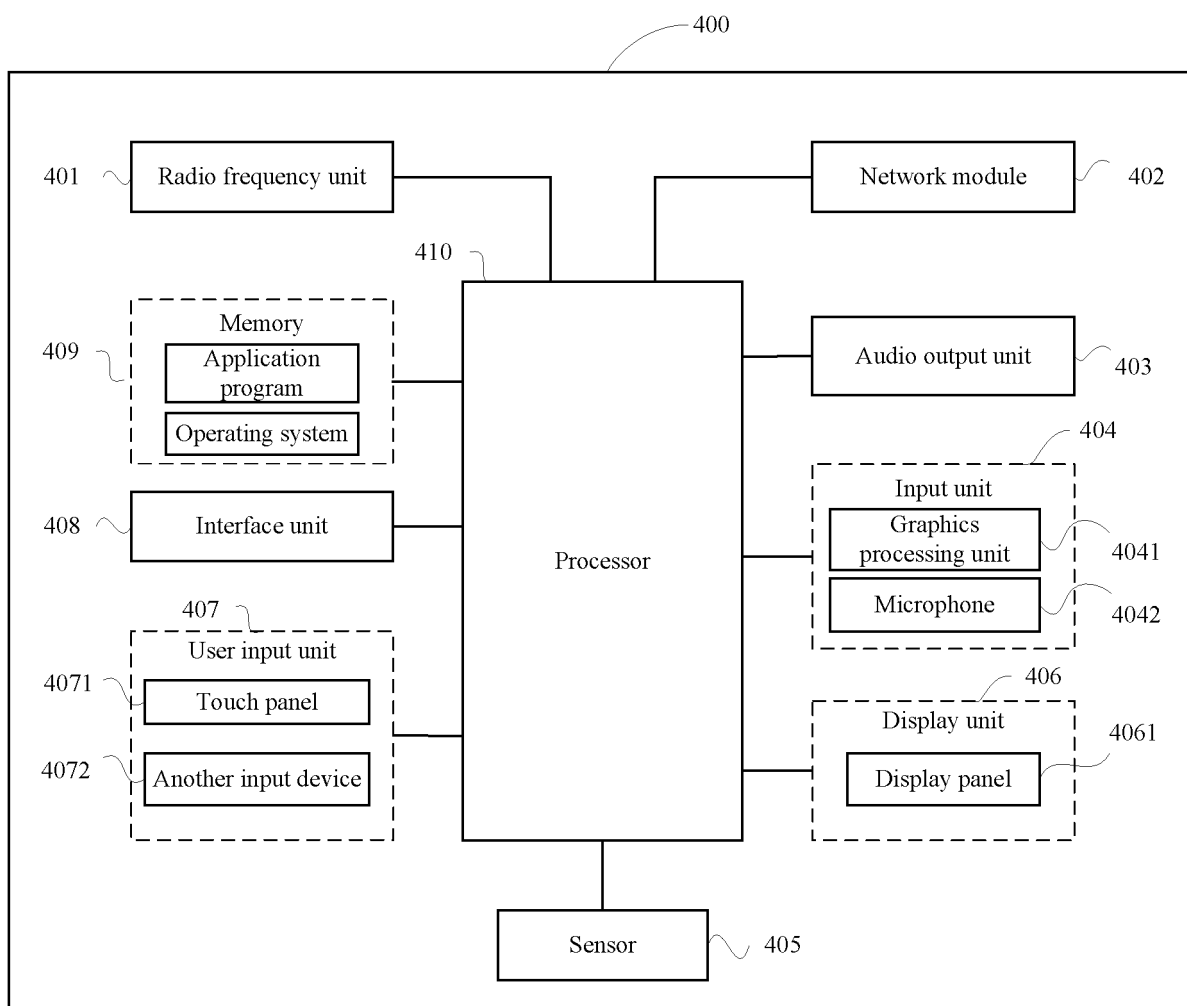 400
401
Radio frequency unit
Network module
402
410
Memory
Application
program
Operating system
409
Audio output unit
403
404
Input unit
Graphics
processing unit
4041
Microphone
4042
408
Interface unit
Processor
407
User input unit
4071
Touch panel
4072
Another input device
406
Display unit
4061
Display panel
Sensor
405